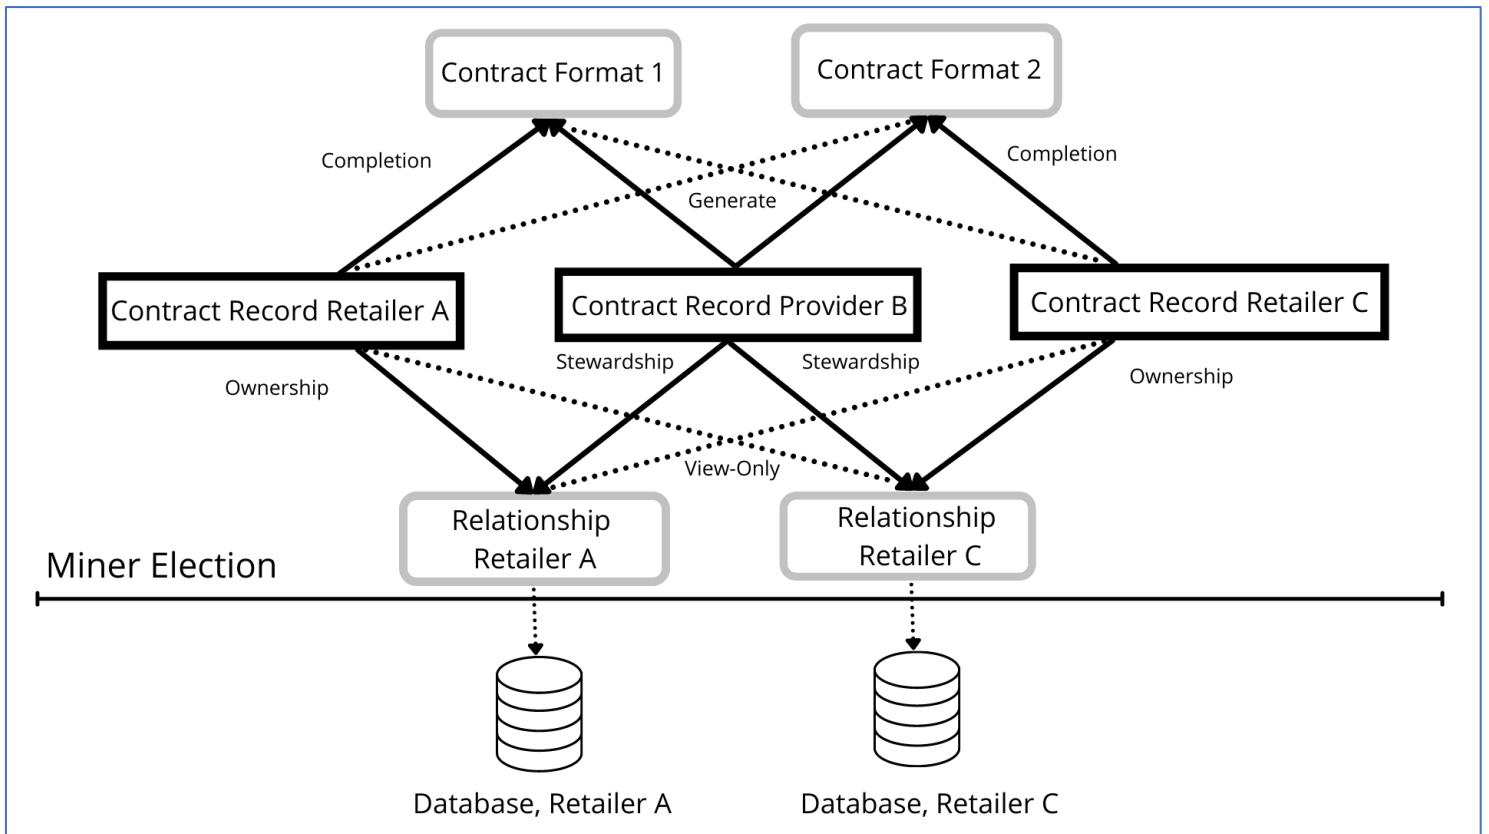 Contract Format 1
Contract Format 2
Completion
Completion
Generate
Contract Record Retailer A
Contract Record Provider B
Contract Record Retailer C
Stewardship
Stewardship
Ownership
Ownership
View-Only
Relationship
Retailer A
Relationship
Retailer C
Miner Election
Database, Retailer A
Database, Retailer C